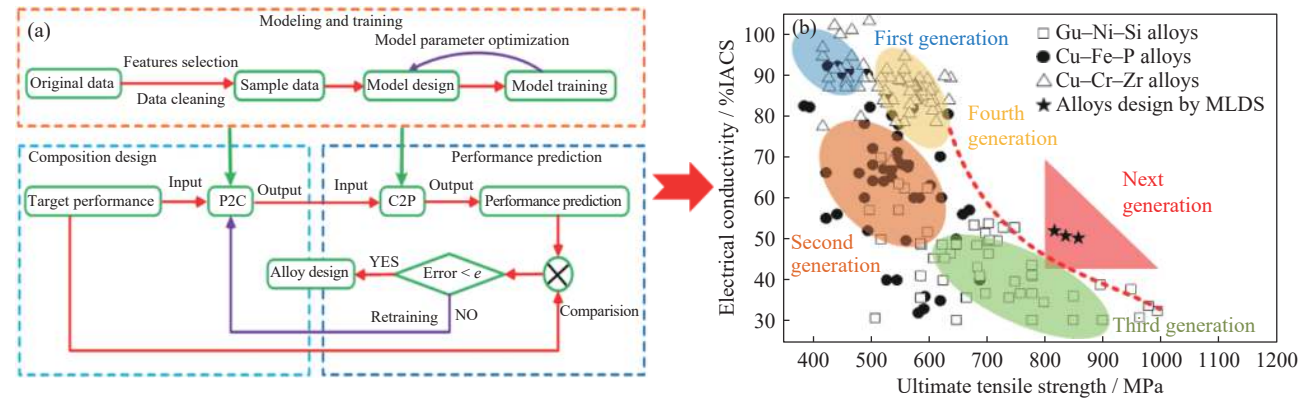 (a)
Modeling and training
Model parameter optimization
Features selection
Original data
Data cleaning
Sample data
Model design
Model training
Composition design
Performance prediction
Target performance
Input
P2C
Output
Input
C2P
Output
Performance prediction
Alloy design
YES
Error < e
Retraining
NO
Comparision
(b)
Electrical conductivity / %IACS
100
90
80
70
60
50
40
30
First generation
Gu–Ni–Si alloys
Cu–Fe–P alloys
Cu–Cr–Zr alloys
Alloys design by MLDS
Fourth
generation
Next
generation
Second
generation
Third generation
400
500
600
700
800
900
1000
1100
1200
Ultimate tensile strength / MPa